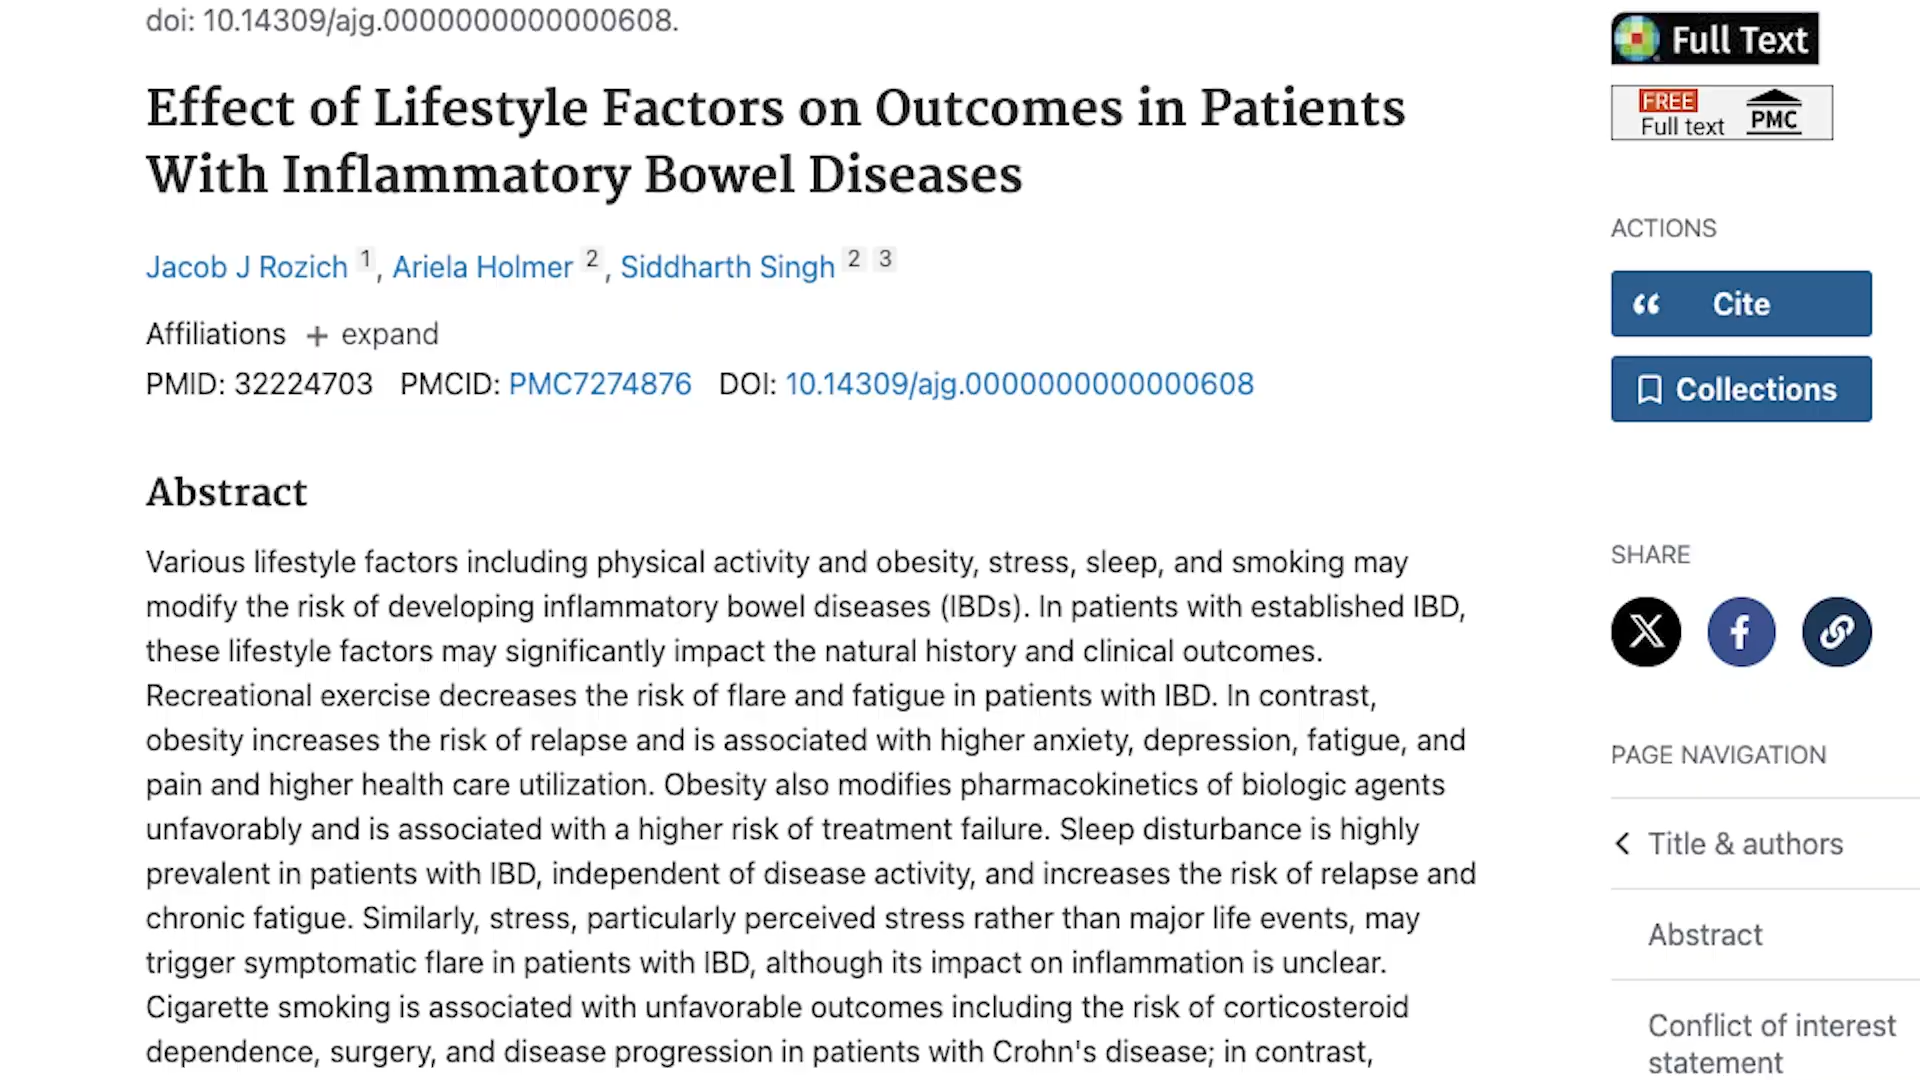 doi: 10.14309/ajg.0000000000000608.
Effect of Lifestyle Factors on Outcomes in Patients
With Inflammatory Bowel Diseases
Jacob J Rozich 1, Ariela Holmer 2, Siddharth Singh 2 3
Affiliations + expand
PMID: 32224703 PMCID: PMC7274876 DOI: 10.14309/ajg.0000000000000608
Abstract
Various lifestyle factors including physical activity and obesity, stress, sleep, and smoking may
modify the risk of developing inflammatory bowel diseases (IBDs). In patients with established IBD,
these lifestyle factors may significantly impact the natural history and clinical outcomes.
Recreational exercise decreases the risk of flare and fatigue in patients with IBD. In contrast,
obesity increases the risk of relapse and is associated with higher anxiety, depression, fatigue, and
pain and higher health care utilization. Obesity also modifies pharmacokinetics of biologic agents
unfavorably and is associated with a higher risk of treatment failure. Sleep disturbance is highly
prevalent in patients with IBD, independent of disease activity, and increases the risk of relapse and
chronic fatigue. Similarly, stress, particularly perceived stress rather than major life events, may
trigger symptomatic flare in patients with IBD, although its impact on inflammation is unclear.
Cigarette smoking is associated with unfavorable outcomes including the risk of corticosteroid
dependence, surgery, and disease progression in patients with Crohn's disease; in contrast,
Full Text
FREE
Full text PMC
ACTIONS
Cite
Collections
SHARE
PAGE NAVIGATION
Title & authors
Abstract
Conflict of interest
statement